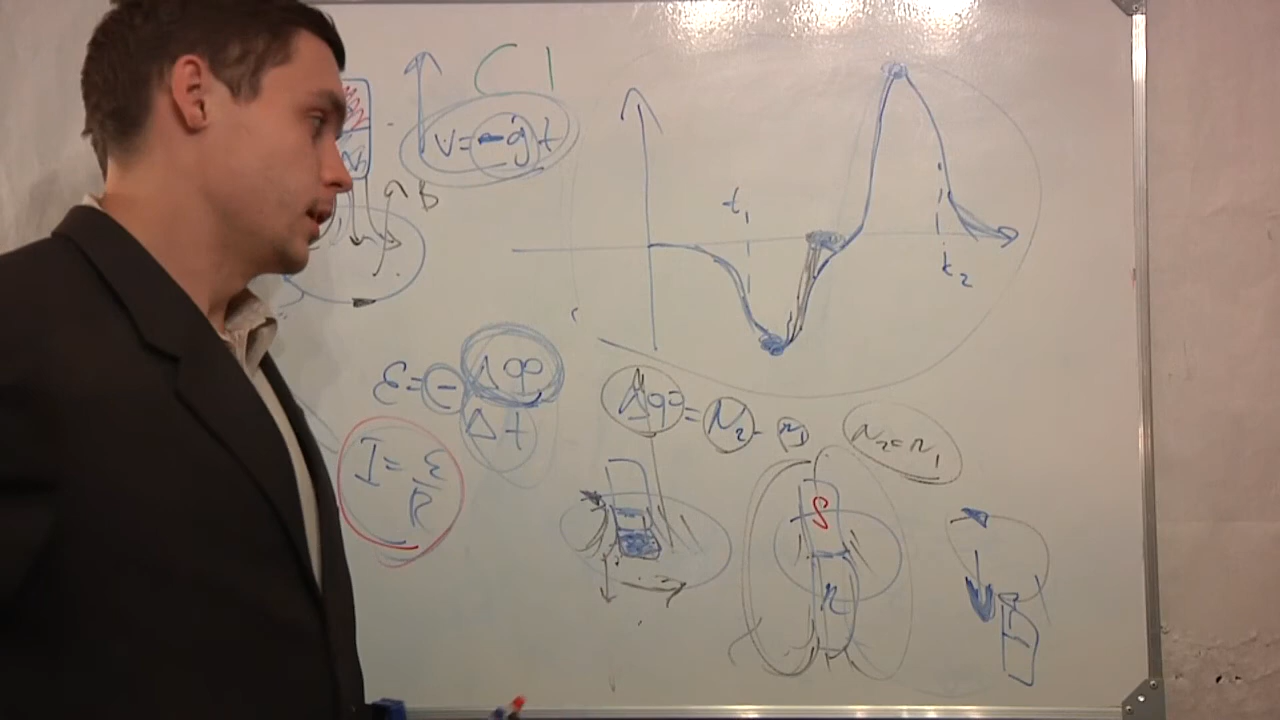 C1
N
V=-gt
B
t₁
t₂
ε=-Δφ/Δt
I=ε/R
Δφ=N₂-n₁
N₂=n₁
S
n